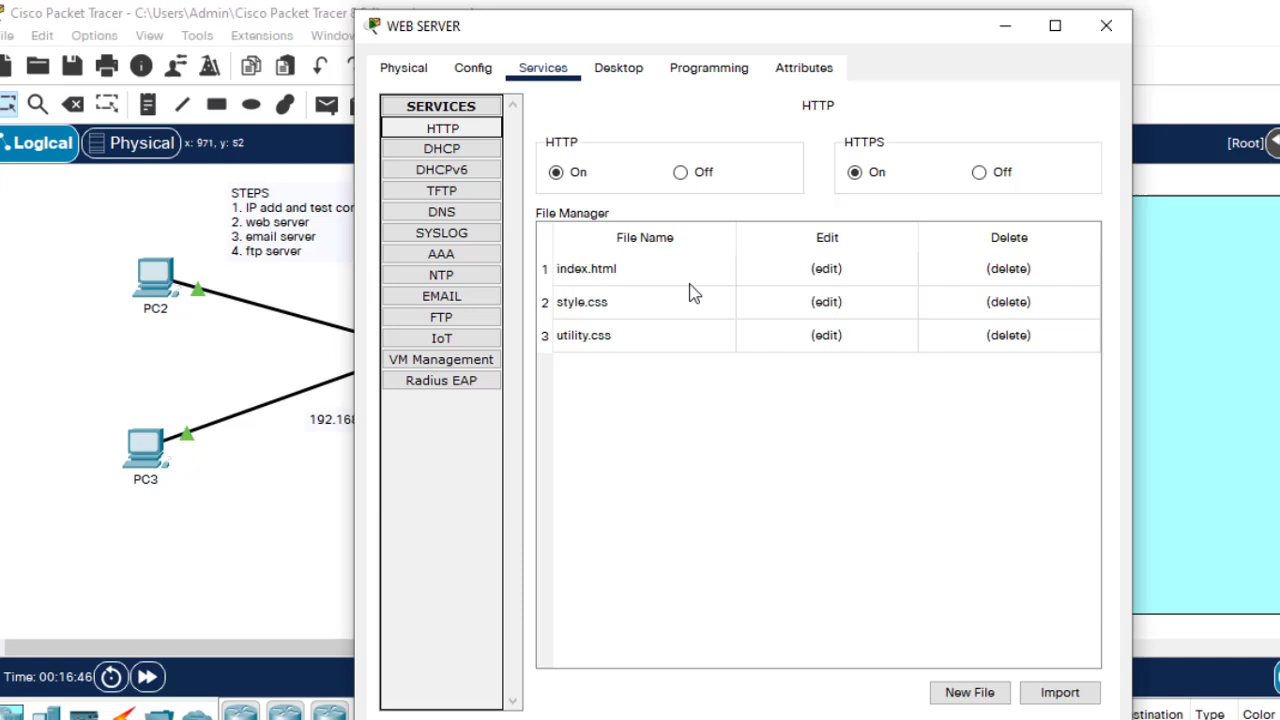 Cisco Packet Tracer - C:\Users\Admin\Cisco Packet Tracer
WEB SERVER
Edit Options View Tools Extensions Window
Physical Config Services Desktop Programming Attributes
SERVICES
HTTP
DHCP
DHCPv6
TFTP
DNS
SYSLOG
AAA
NTP
EMAIL
FTP
IoT
VM Management
Radius EAP
HTTP
HTTP
On Off
HTTPS
On Off
File Manager
File Name Edit Delete
1 index.html (edit) (delete)
2 style.css (edit) (delete)
3 utility.css (edit) (delete)
New File Import
Logical Physical x: 971, y: 52
[Root]
STEPS
1. IP add and test con
2. web server
3. email server
4. ftp server
PC2
192.168
PC3
Time: 00:16:46
stination Type Color